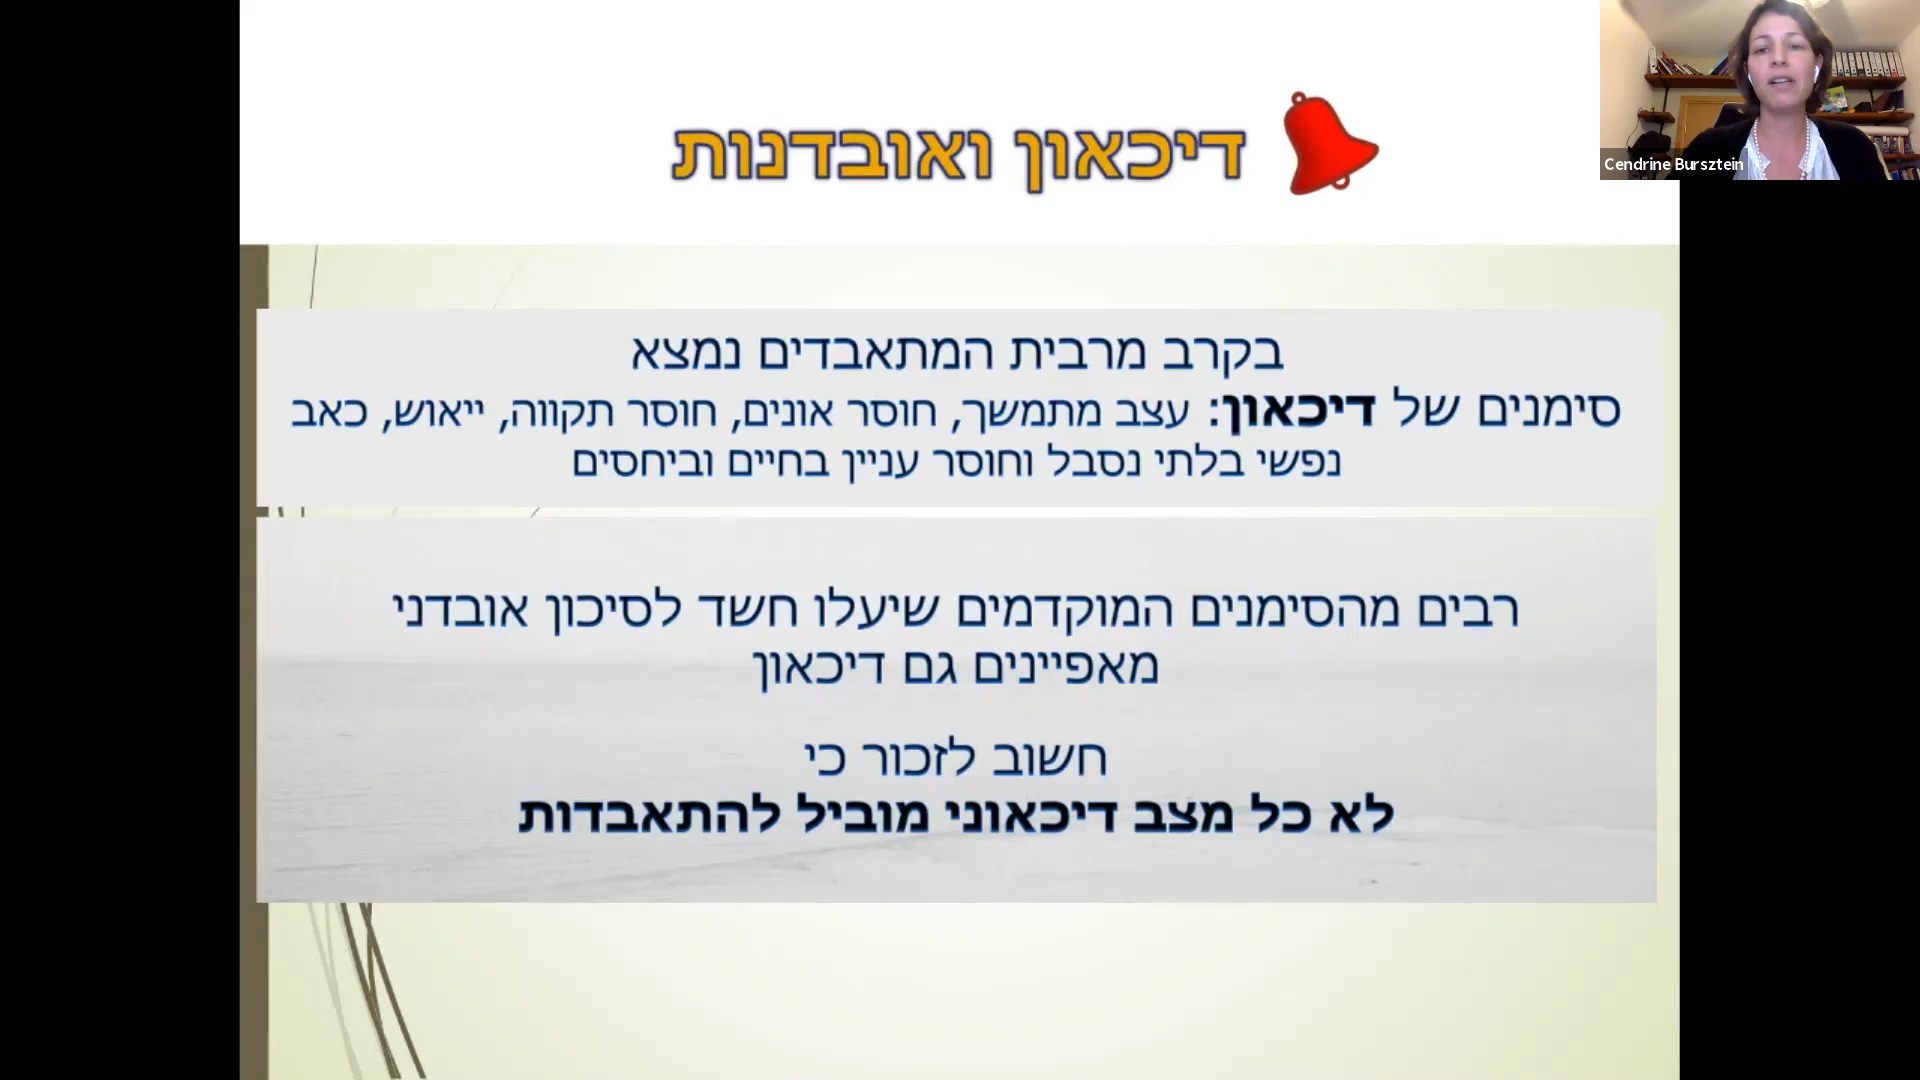 דיכאון ואובדנות
Cendrine Bursztein
בקרב מרבית המתאבדים נמצא
סימנים של דיכאון: עצב מתמשך, חוסר אונים, חוסר תקווה, ייאוש, כאב
נפשי בלתי נסבל וחוסר עניין בחיים וביחסים
רבים מהסימנים המוקדמים שיעלו חשד לסיכון אובדני
מאפיינים גם דיכאון
חשוב לזכור כי
לא כל מצב דיכאוני מוביל להתאבדות